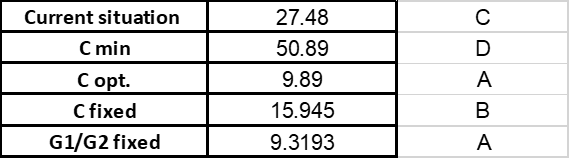 Current situation 27.48 C
C min 50.89 D
C opt. 9.89 A
C fixed 15.945 B
G1/G2 fixed 9.3193 A